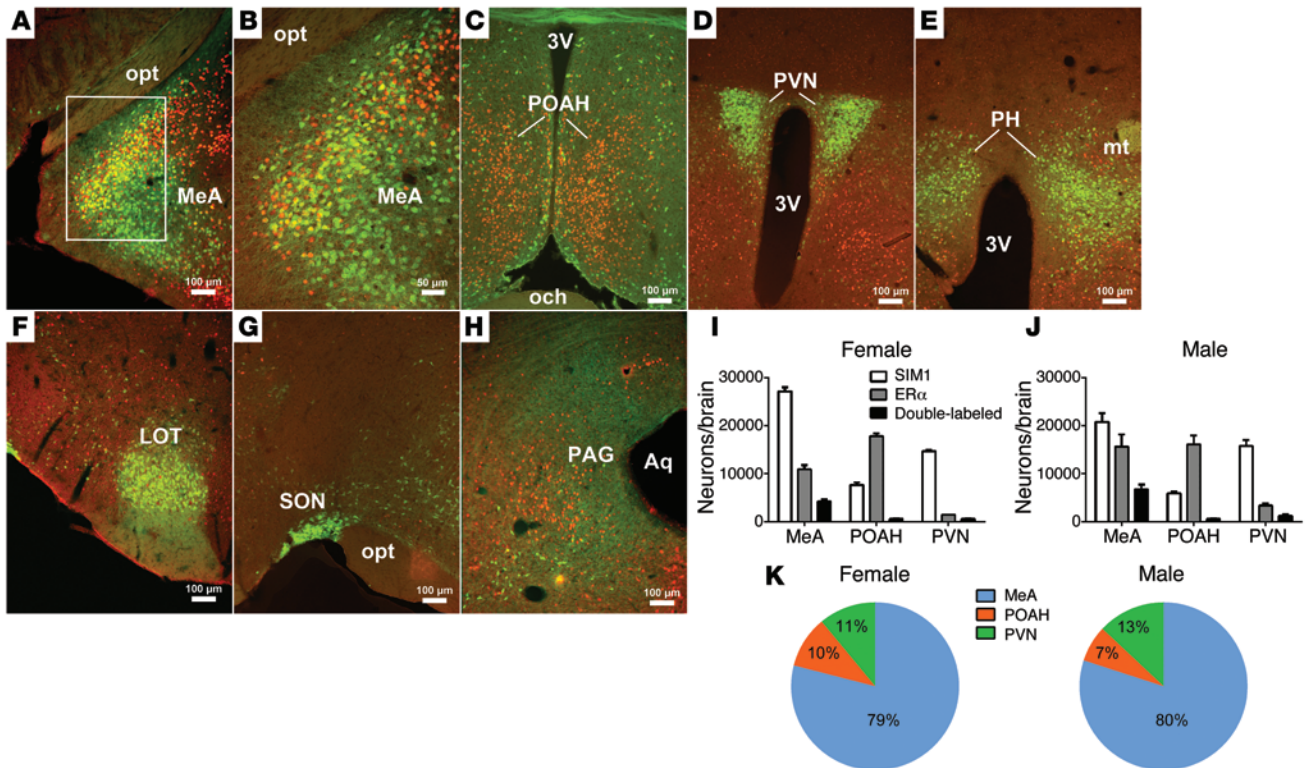 A
opt
MeA
100 µm
B
opt
MeA
50 µm
C
3V
POAH
och
100 µm
D
PVN
3V
100 µm
E
PH
mt
3V
100 µm
F
LOT
100 µm
G
SON
opt
100 µm
H
PAG
Aq
100 µm
I
Female
SIM1
ERα
Double-labeled
Neurons/brain
30000
20000
10000
0
MeA POAH PVN
J
Male
Neurons/brain
30000
20000
10000
0
MeA POAH PVN
K
Female
11%
10%
79%
MeA
POAH
PVN
Male
13%
7%
80%